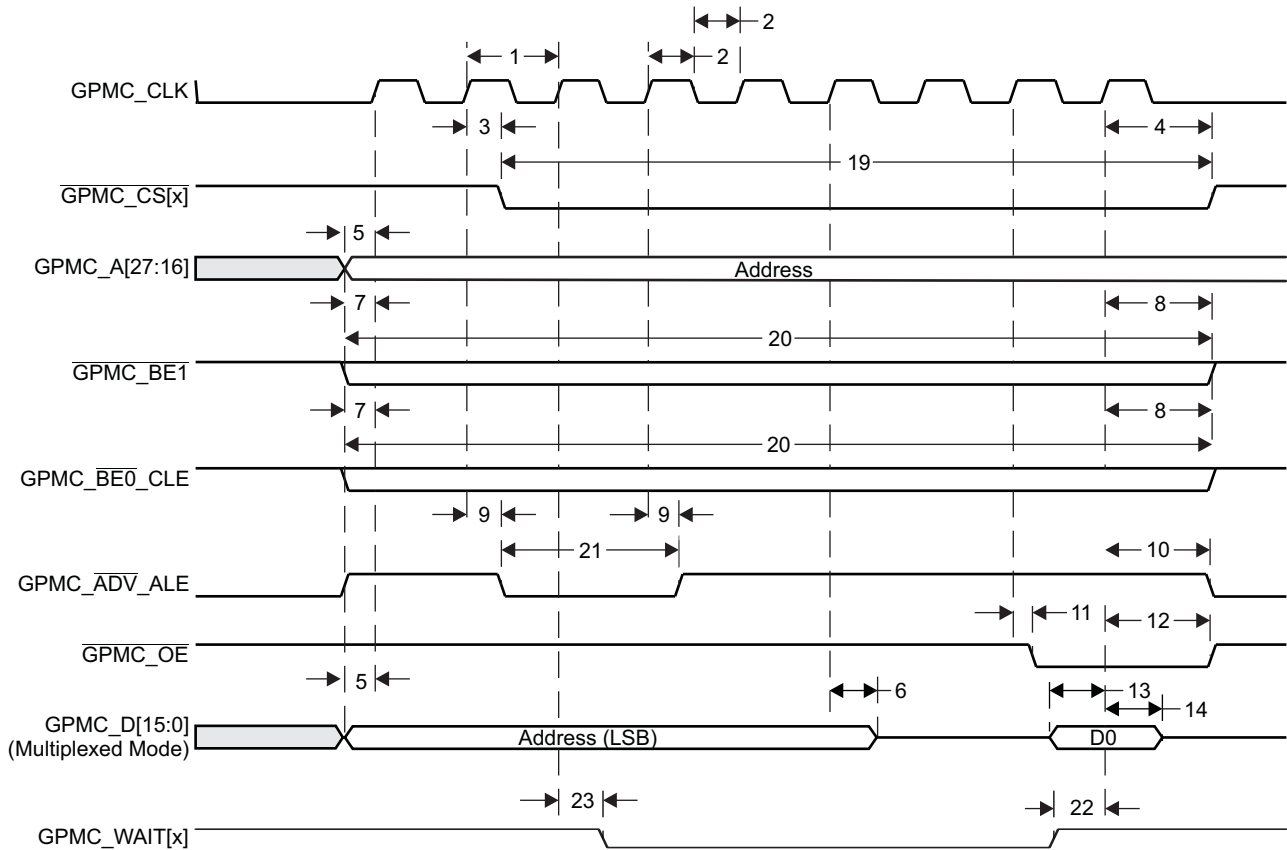 2
1
2
GPMC_CLK
3
4
19
GPMC_CS[x]
5
GPMC_A[27:16]
Address
7
8
20
GPMC_BE1
7
8
20
GPMC_BE0_CLE
9
9
21
10
GPMC_ADV_ALE
11
12
GPMC_OE
5
6
13
14
GPMC_D[15:0]
(Multiplexed Mode)
Address (LSB)
D0
23
22
GPMC_WAIT[x]